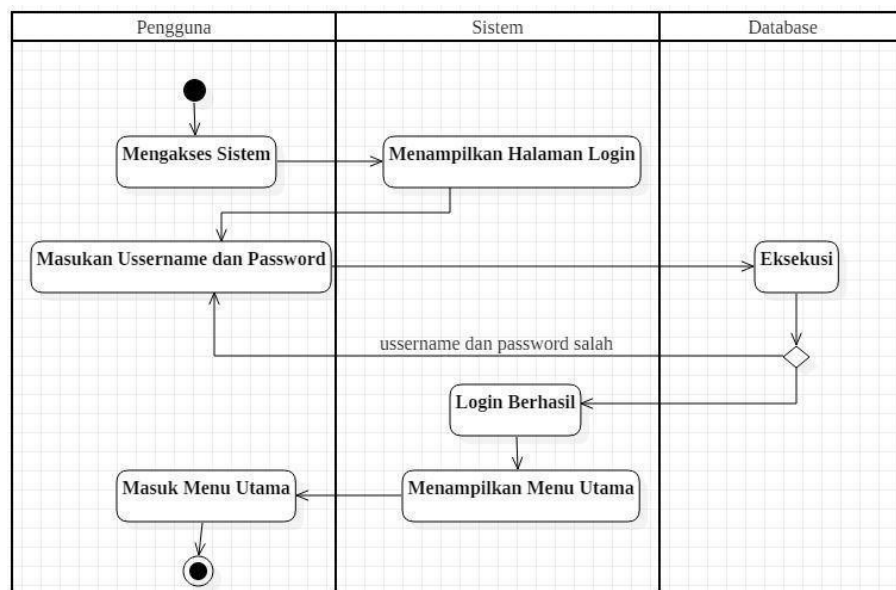 Pengguna
Sistem
Database
Mengakses Sistem
Menampilkan Halaman Login
Masukan Ussername dan Password
Eksekusi
ussername dan password salah
Login Berhasil
Masuk Menu Utama
Menampilkan Menu Utama